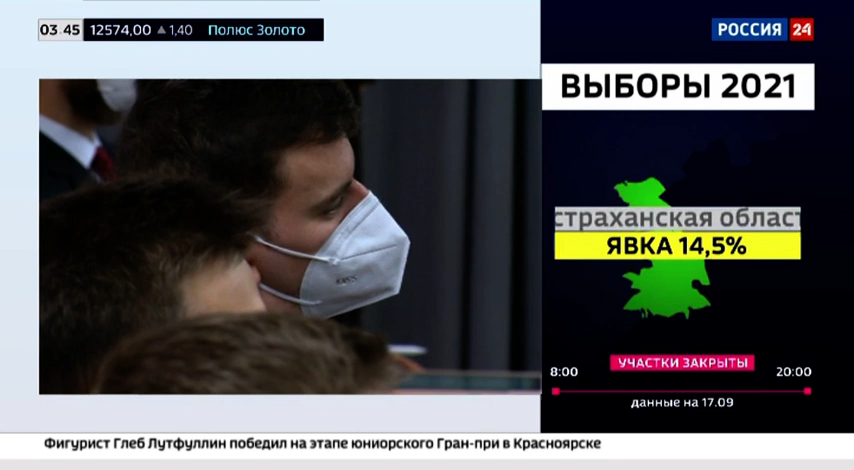 03 45 12574,00 ▲ 1,40 Полюс Золото
РОССИЯ 24
ВЫБОРЫ 2021
страханская област
ЯВКА 14,5%
УЧАСТКИ ЗАКРЫТЫ
8:00 20:00
данные на 17.09
Фигурист Глеб Лутфуллин победил на этапе юниорского Гран-при в Красноярске